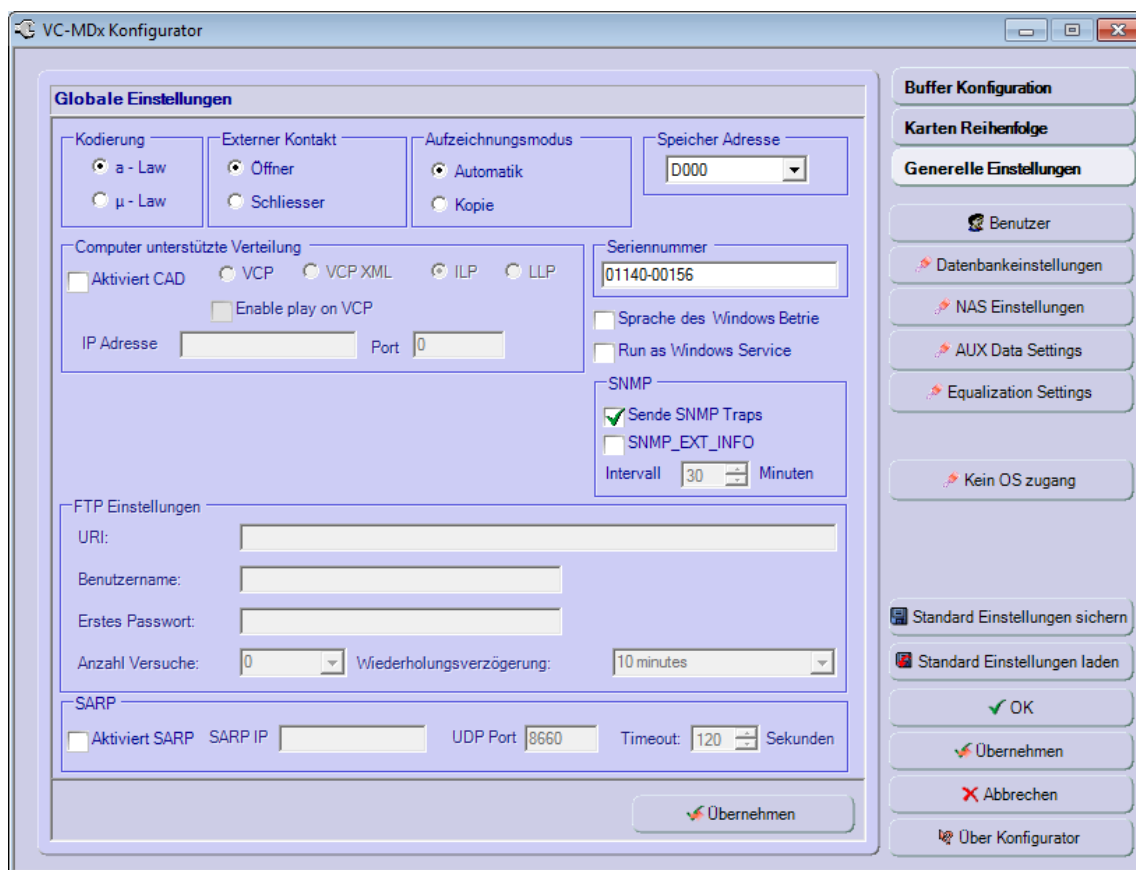 VC-MDx Konfigurator
Globale Einstellungen
Kodierung
a - Law
µ - Law
Externer Kontakt
Öffner
Schliesser
Aufzeichnungsmodus
Automatik
Kopie
Speicher Adresse
D000
Computer unterstützte Verteilung
Aktiviert CAD
VCP
VCP XML
ILP
LLP
Enable play on VCP
IP Adresse
Port
0
Seriennummer
01140-00156
Sprache des Windows Betrie
Run as Windows Service
SNMP
Sende SNMP Traps
SNMP_EXT_INFO
Intervall
30
Minuten
FTP Einstellungen
URI:
Benutzername:
Erstes Passwort:
Anzahl Versuche:
0
Wiederholungsverzögerung:
10 minutes
SARP
Aktiviert SARP
SARP IP
UDP Port
8660
Timeout:
120
Sekunden
Übernehmen
Buffer Konfiguration
Karten Reihenfolge
Generelle Einstellungen
Benutzer
Datenbankeinstellungen
NAS Einstellungen
AUX Data Settings
Equalization Settings
Kein OS zugang
Standard Einstellungen sichern
Standard Einstellungen laden
OK
Übernehmen
Abbrechen
Über Konfigurator